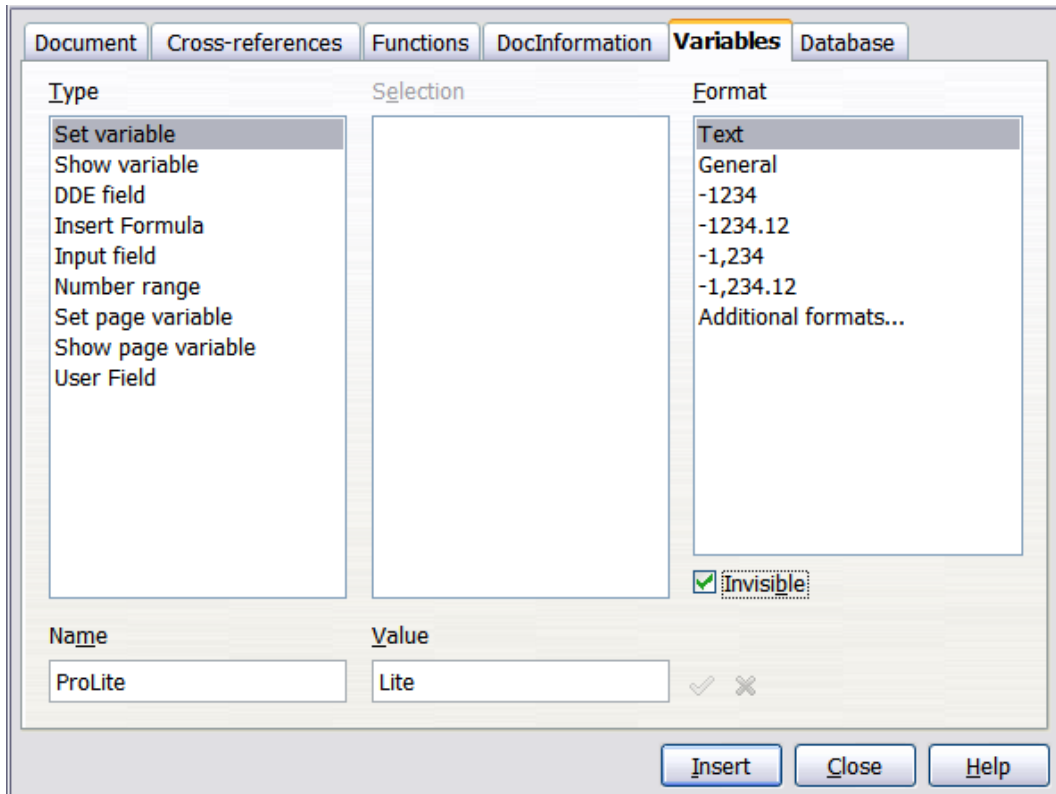 Document Cross-references Functions DocInformation Variables Database
Type
Selection
Format
Set variable
Show variable
DDE field
Insert Formula
Input field
Number range
Set page variable
Show page variable
User Field
Text
General
-1234
-1234.12
-1,234
-1,234.12
Additional formats...
Invisible
Name
Value
ProLite
Lite
Insert Close Help